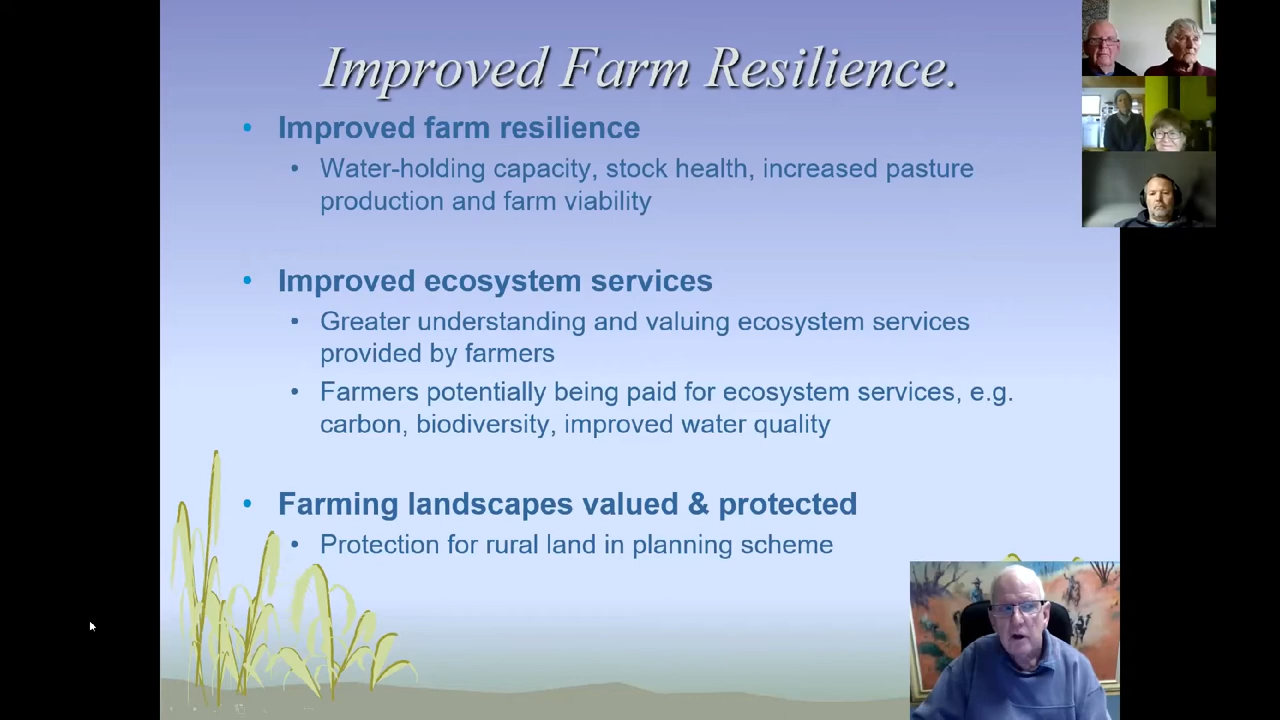 Improved Farm Resilience.
• Improved farm resilience
• Water-holding capacity, stock health, increased pasture
production and farm viability
• Improved ecosystem services
• Greater understanding and valuing ecosystem services
provided by farmers
• Farmers potentially being paid for ecosystem services, e.g.
carbon, biodiversity, improved water quality
• Farming landscapes valued & protected
• Protection for rural land in planning scheme